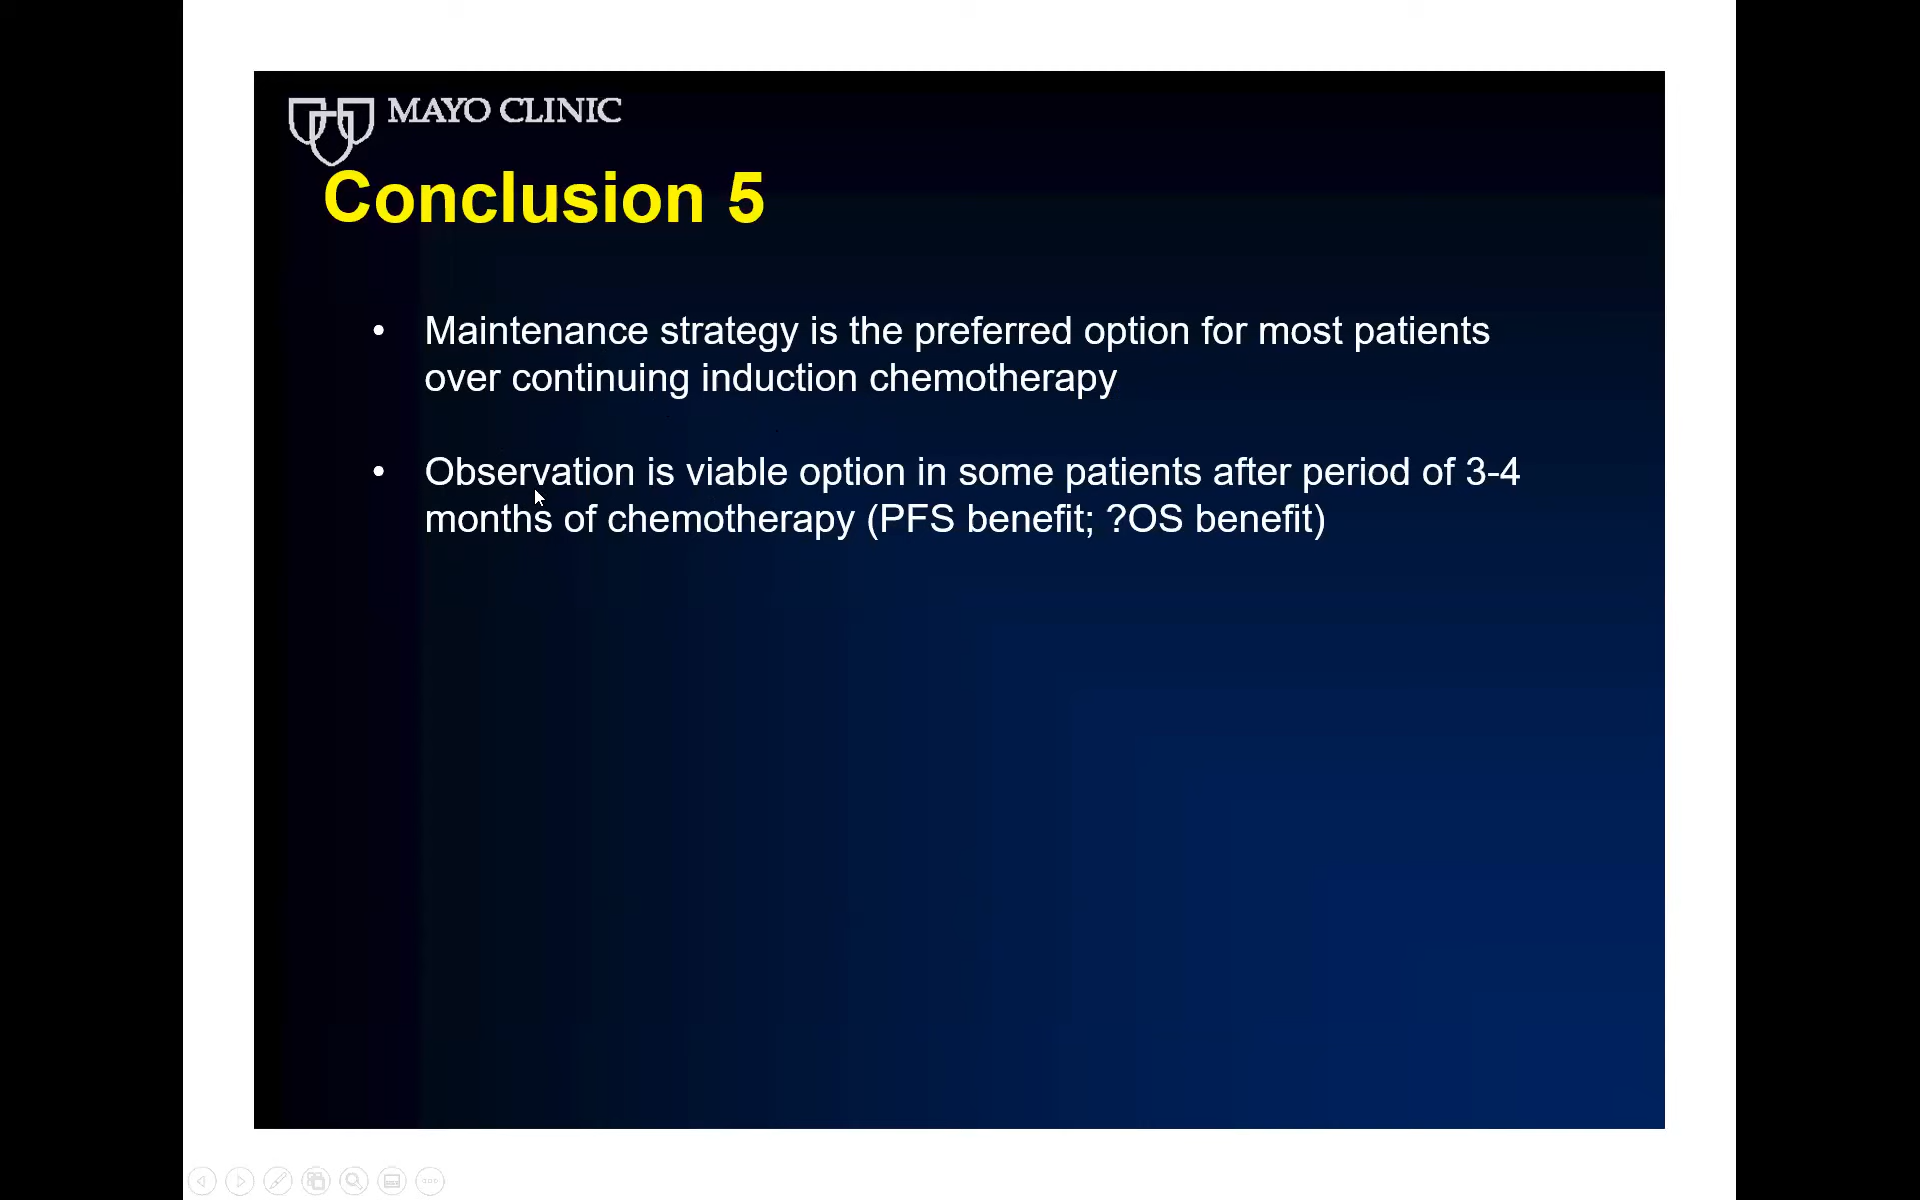 MAYO CLINIC
Conclusion 5
• Maintenance strategy is the preferred option for most patients
over continuing induction chemotherapy
• Observation is viable option in some patients after period of 3-4
months of chemotherapy (PFS benefit; ?OS benefit)